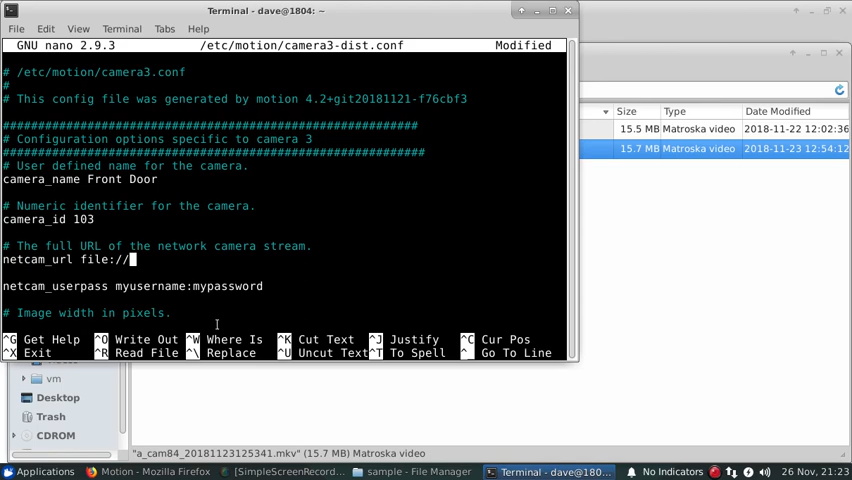 Terminal - dave@1804: ~
File Edit View Terminal Tabs Help
GNU nano 2.9.3 /etc/motion/camera3-dist.conf Modified
# /etc/motion/camera3.conf
#
# This config file was generated by motion 4.2+git20181121-f76cbf3
###########################################################
# Configuration options specific to camera 3
############################################################
# User defined name for the camera.
camera_name Front Door
# Numeric identifier for the camera.
camera_id 103
# The full URL of the network camera stream.
netcam_url file://
netcam_userpass myusername:mypassword
# Image width in pixels.
^G Get Help ^O Write Out ^W Where Is ^K Cut Text ^J Justify ^C Cur Pos
^X Exit ^R Read File ^\ Replace ^U Uncut Text ^T To Spell ^_ Go To Line
Size Type Date Modified
15.5 MB Matroska video 2018-11-22 12:02:36
15.7 MB Matroska video 2018-11-23 12:54:12
vm
Desktop
Trash
CDROM
"a_cam84_20181123125341.mkv" (15.7 MB) Matroska video
Applications Motion - Mozilla Firefox [SimpleScreenRecord... sample - File Manager Terminal - dave@180... No Indicators 26 Nov, 21:23